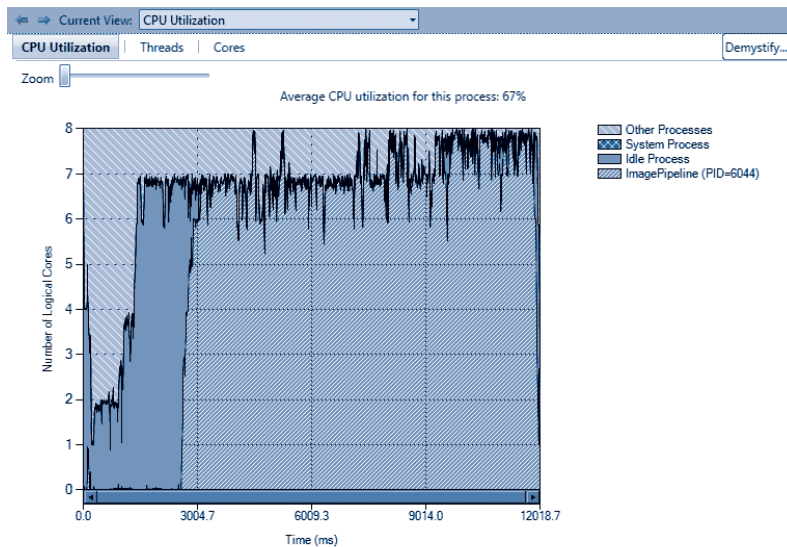 Current View: CPU Utilization
CPU Utilization Threads Cores Demystify...
Zoom
Average CPU utilization for this process: 67%
Other Processes
System Process
Idle Process
ImagePipeline (PID=6044)
Number of Logical Cores
8
7
6
5
4
3
2
1
0
0.0 3004.7 6009.3 9014.0 12018.7
Time (ms)